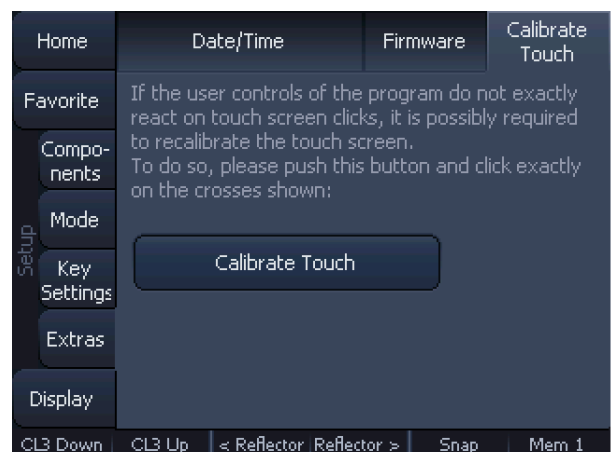 Home
Date/Time
Firmware
Calibrate
Touch
Favorite
If the user controls of the program do not exactly
react on touch screen clicks, it is possibly required
to recalibrate the touch screen.
To do so, please push this button and click exactly
on the crosses shown:
Compo-
nents
Mode
Setup
Key
Settings
Calibrate Touch
Extras
Display
CL3 Down
CL3 Up
< Reflector
Reflector >
Snap
Mem 1